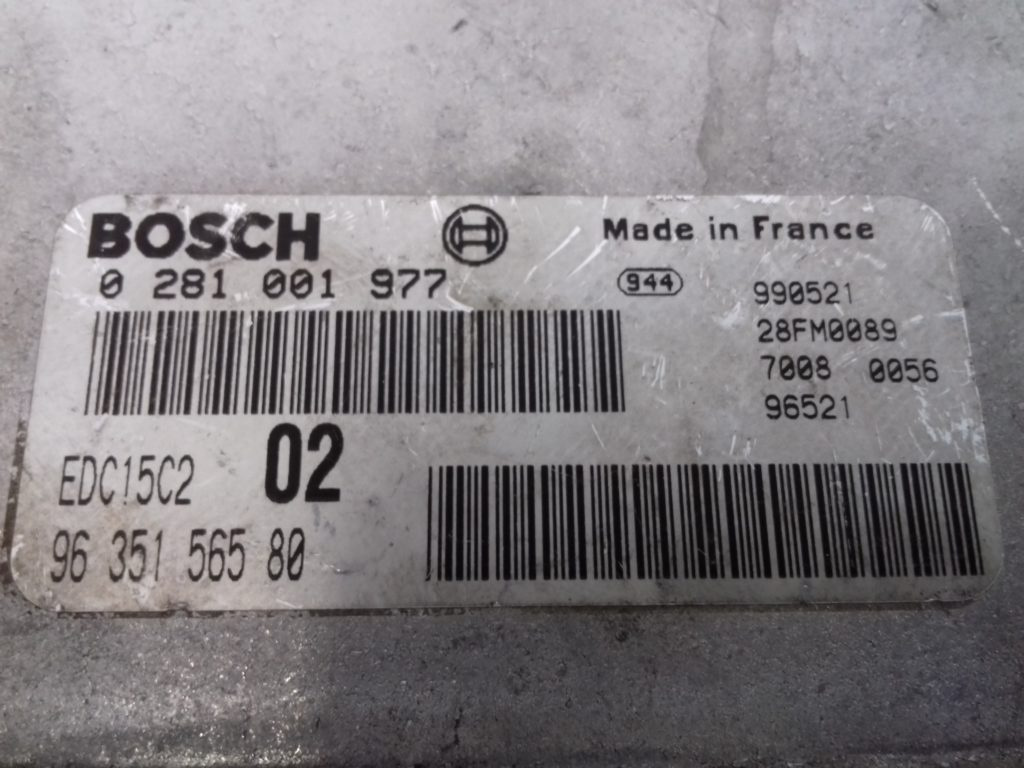 BOSCH
Made in France
0 281 001 977
944
990521
28FM0089
7008 0056
96521
EDC15C2
02
96 351 565 80